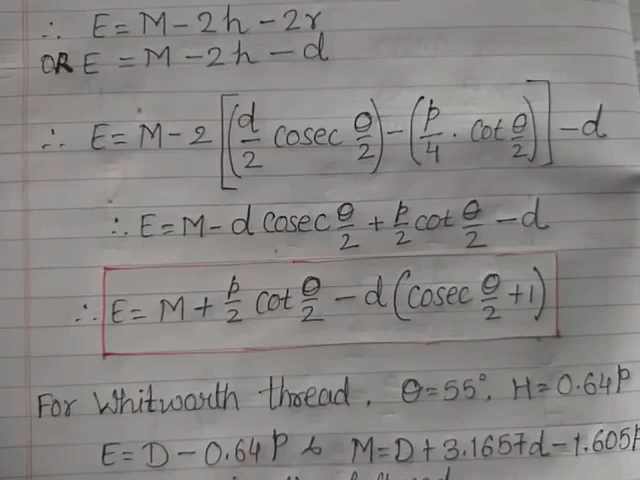 ∴ E = M - 2h - 2r
OR E = M - 2h - d
∴ E = M - 2 [(d/2 cosec θ/2) - (p/4 . cot θ/2)] - d
∴ E = M - d cosec θ/2 + p/2 cot θ/2 - d
∴ E = M + p/2 cot θ/2 - d (cosec θ/2 + 1)
For Whitworth thread, θ = 55°, H = 0.64p
E = D - 0.64p & M = D + 3.1657d - 1.605p